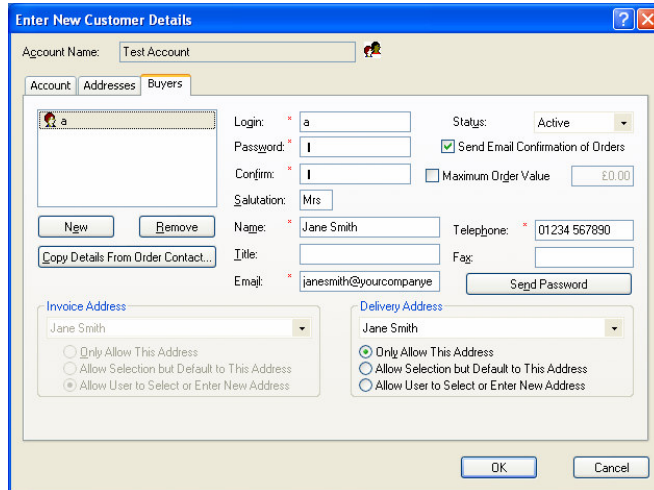 Enter New Customer Details
Account Name: Test Account
Account Addresses Buyers
a
Login: * a
Status: Active
Password: *
Send Email Confirmation of Orders
Confirm: *
Maximum Order Value £0.00
Salutation: Mrs
New Remove
Name: * Jane Smith
Telephone: * 01234 567890
Copy Details From Order Contact...
Title:
Fax:
Email: * janesmith@yourcompanye
Send Password
Invoice Address
Jane Smith
Only Allow This Address
Allow Selection but Default to This Address
Allow User to Select or Enter New Address
Delivery Address
Jane Smith
Only Allow This Address
Allow Selection but Default to This Address
Allow User to Select or Enter New Address
OK Cancel